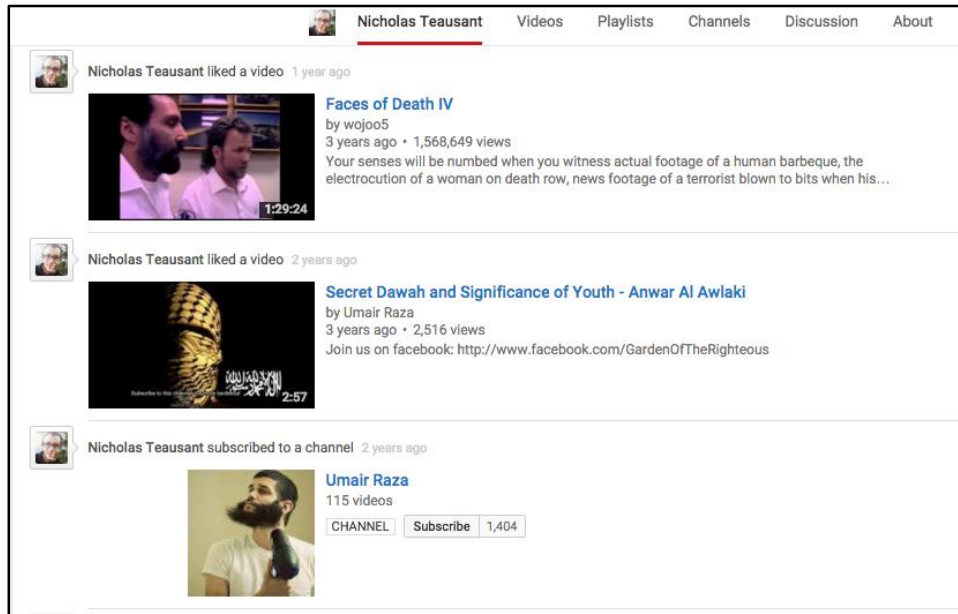 Nicholas Teausant Videos Playlists Channels Discussion About
Nicholas Teausant liked a video 1 year ago
Faces of Death IV
by wojoo5
3 years ago • 1,568,649 views
Your senses will be numbed when you witness actual footage of a human barbeque, the
electrocution of a woman on death row, news footage of a terrorist blown to bits when his...
1:29:24
Nicholas Teausant liked a video 2 years ago
Secret Dawah and Significance of Youth - Anwar Al Awlaki
by Umair Raza
3 years ago • 2,516 views
Join us on facebook: http://www.facebook.com/GardenOfTheRighteous
2:57
Nicholas Teausant subscribed to a channel 2 years ago
Umair Raza
115 videos
CHANNEL Subscribe 1,404